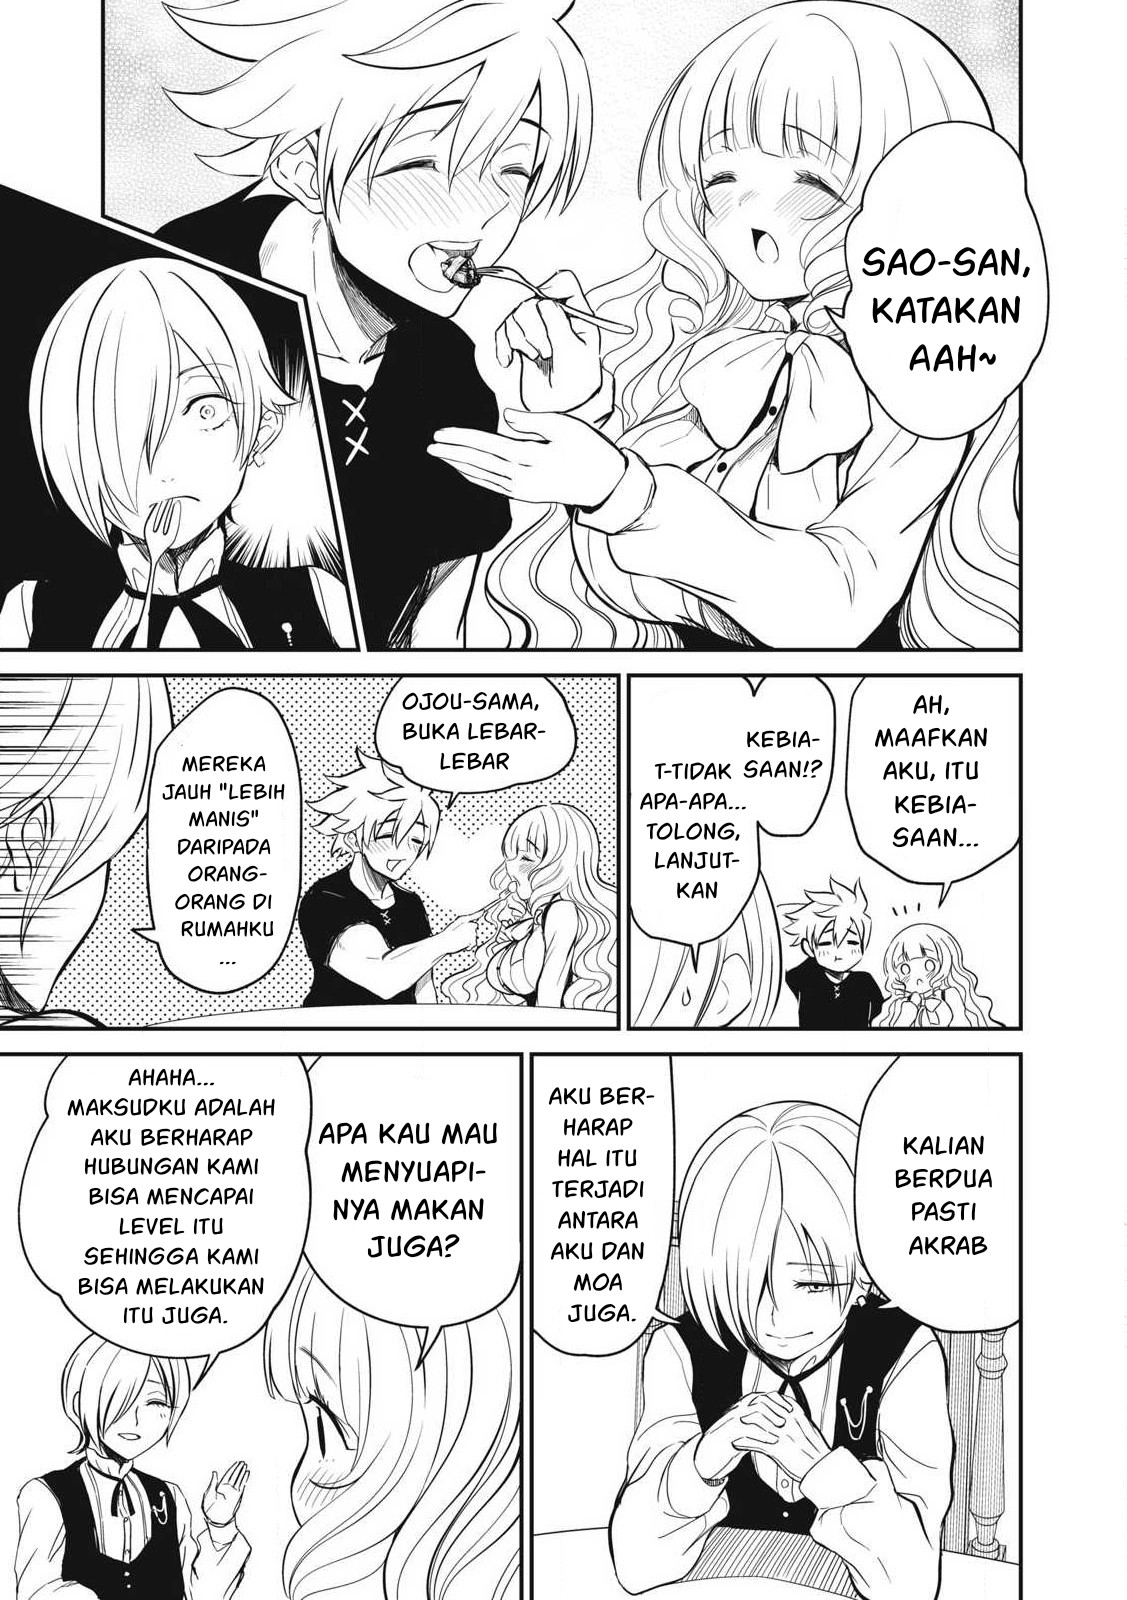 SAO-SAN,
KATAKAN
AAH~
AH,
MAAFKAN
AKU, ITU
KEBIA-
SAAN...
KEBIA-
SAAN!?
T-TIDAK
APA-APA...
TOLONG,
LANJUT-
KAN
OJOU-SAMA,
BUKA LEBAR-
LEBAR
MEREKA
JAUH "LEBIH
MANIS"
DARIPADA
ORANG-
ORANG DI
RUMAHKU
...
KALIAN
BERDUA
PASTI
AKRAB
AKU BER-
HARAP
HAL ITU
TERJADI
ANTARA
AKU DAN
MOA
JUGA.
APA KAU MAU
MENYUAPI-
NYA MAKAN
JUGA?
AHAHA...
MAKSUDKU ADALAH
AKU BERHARAP
HUBUNGAN KAMI
BISA MENCAPAI
LEVEL ITU
SEHINGGA KAMI
BISA MELAKUKAN
ITU JUGA.